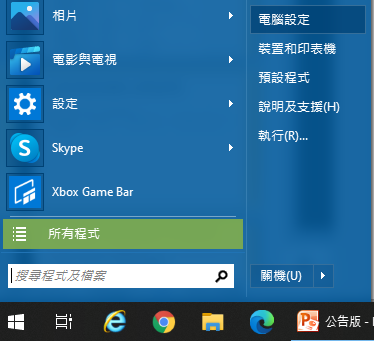 相片
電影與電視
設定
Skype
Xbox Game Bar
所有程式
搜尋程式及檔案
電腦設定
裝置和印表機
預設程式
說明及支援(H)
執行(R)...
關機(U)
公告版 -